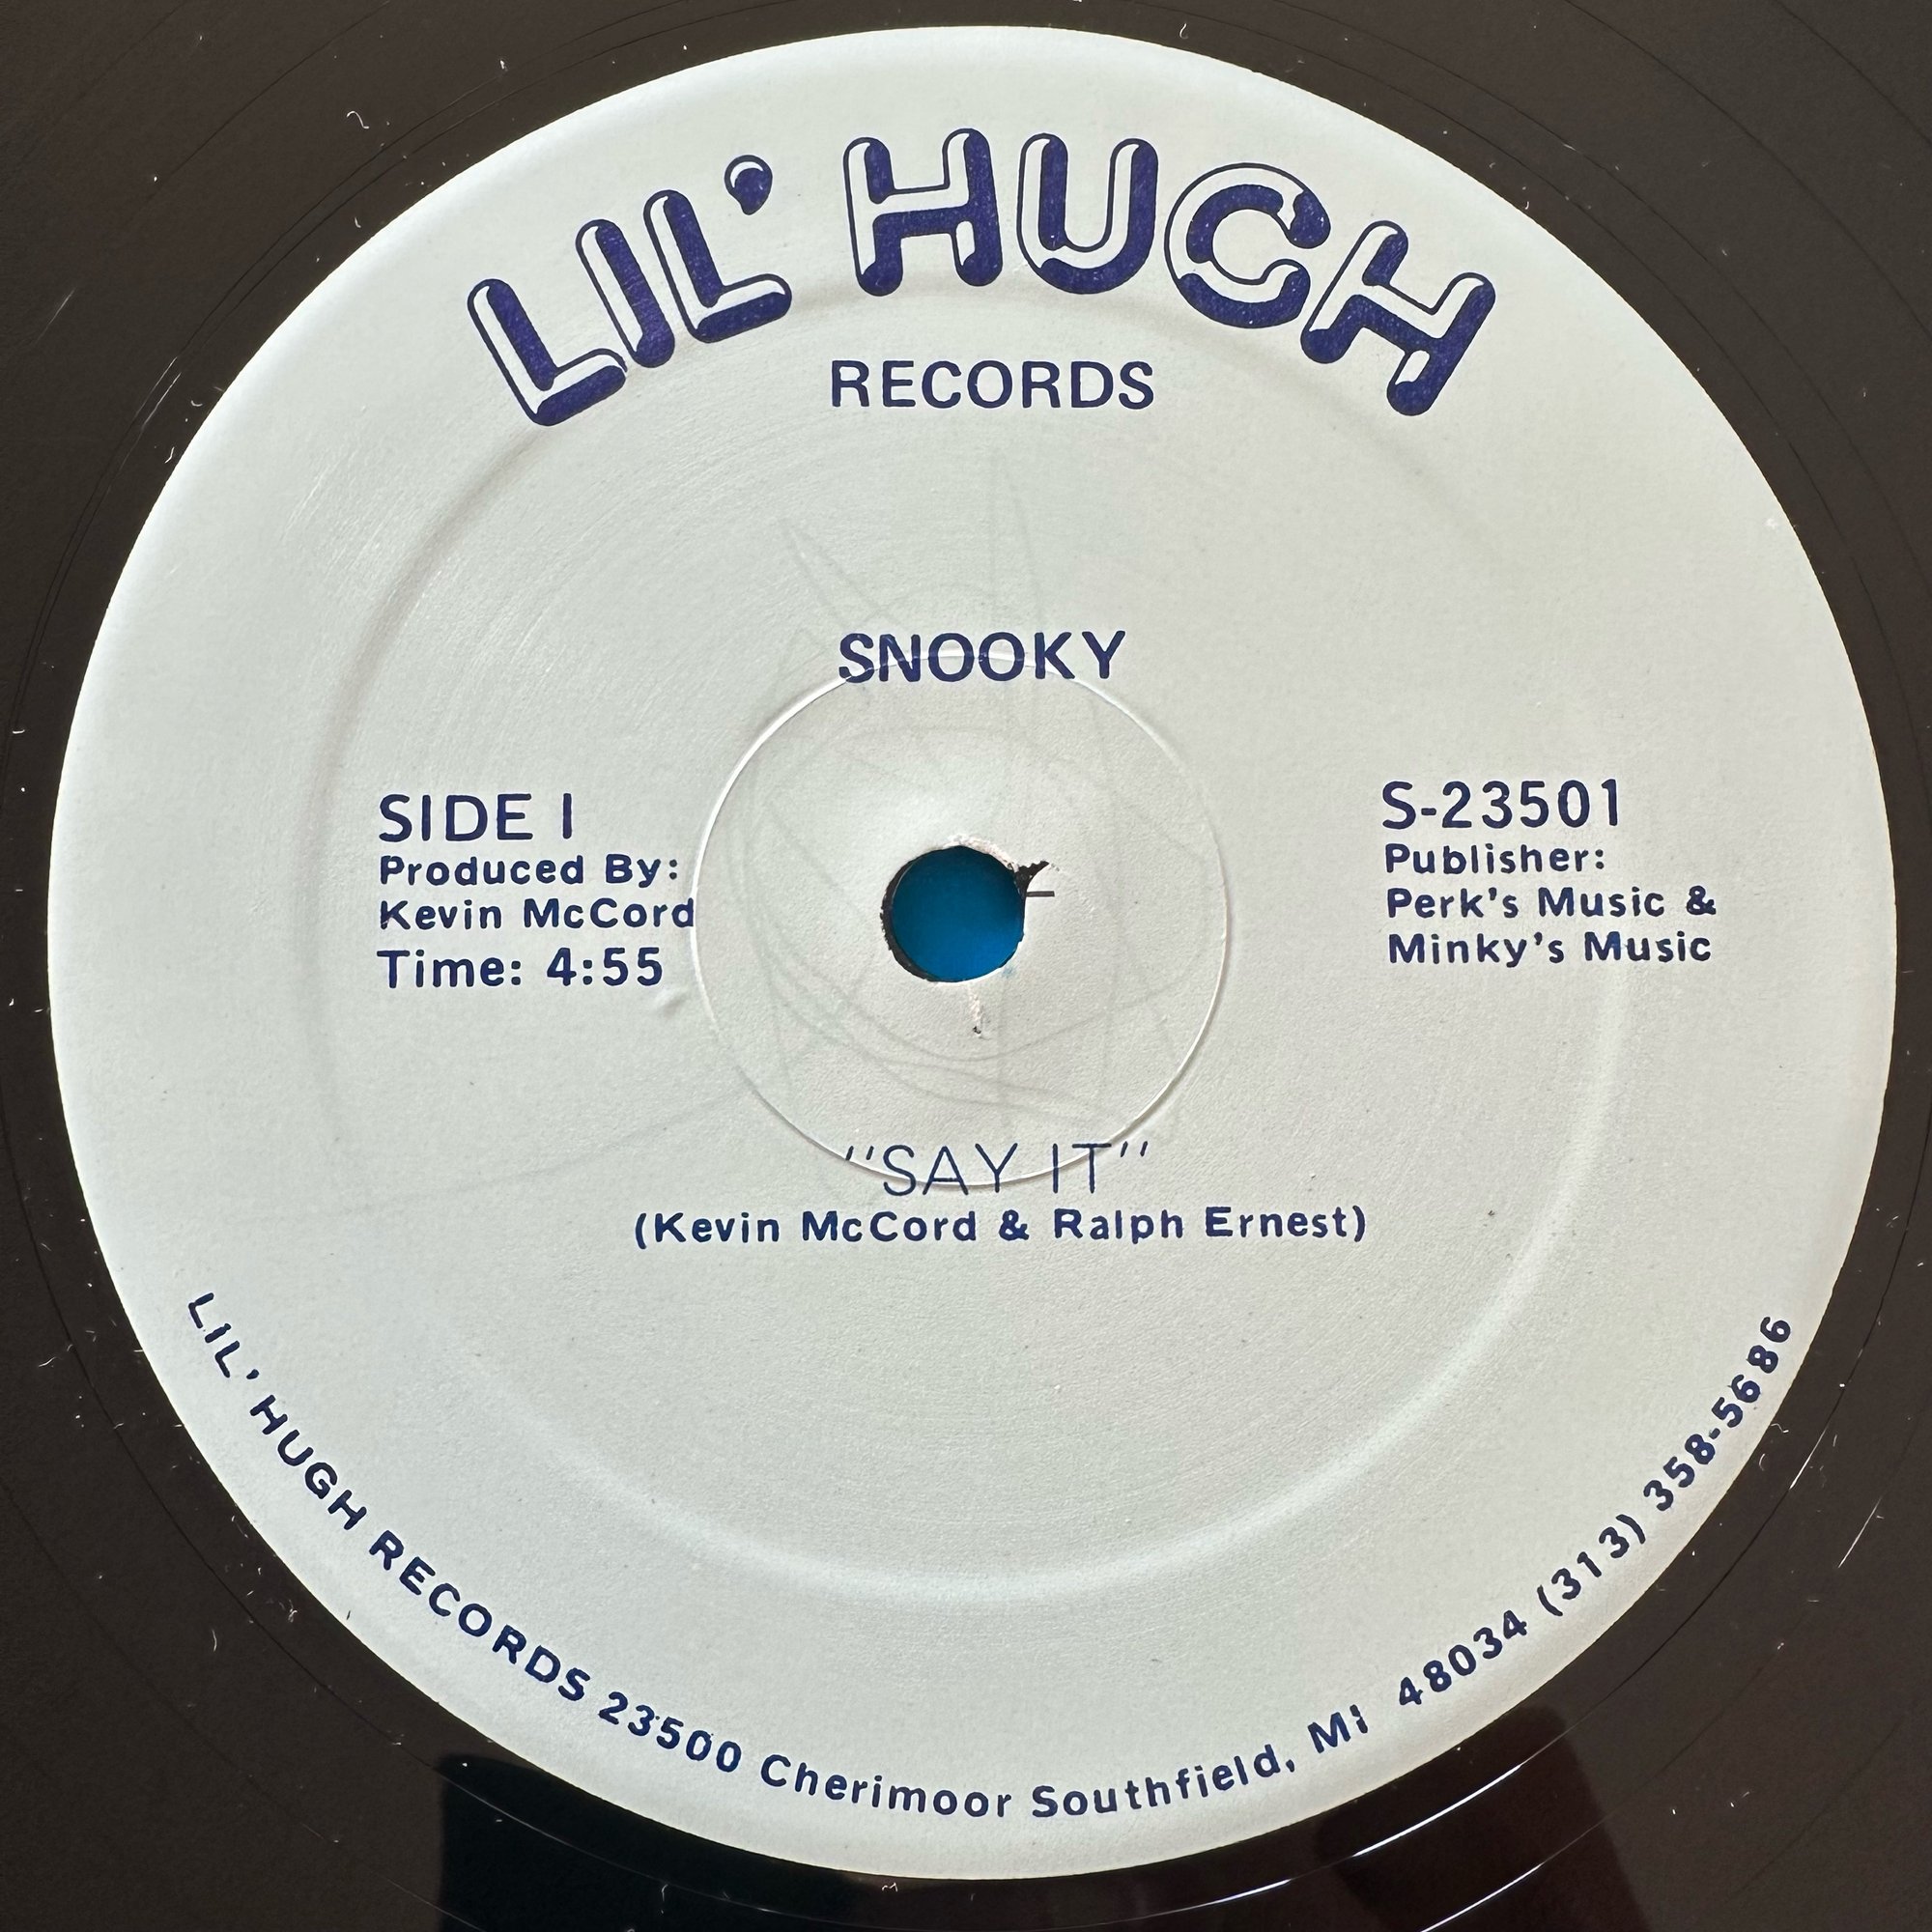 LIL' HUGH
RECORDS
SNOOKY
SIDE I
Produced By:
Kevin McCord
Time: 4:55
S-23501
Publisher:
Perk's Music &
Minky's Music
"SAY IT"
(Kevin McCord & Ralph Ernest)
LIL' HUGH RECORDS 23500 Cherimoor Southfield, Mi 48034 (313) 358-5686